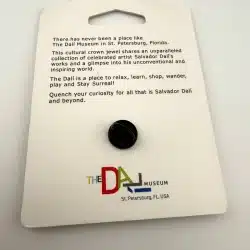 There has never been a place like
The Dalí Museum in St. Petersburg, Florida.
This cultural crown jewel shares an unparalleled
collection of celebrated artist Salvador Dalí's
works and a glimpse into his unconventional and
inspiring world.
The Dalí is a place to relax, learn, shop, wander,
play and Stay Surreal!
Quench your curiosity for all that is Salvador Dalí
and beyond.
THE DALÍ MUSEUM
St. Petersburg, FL USA